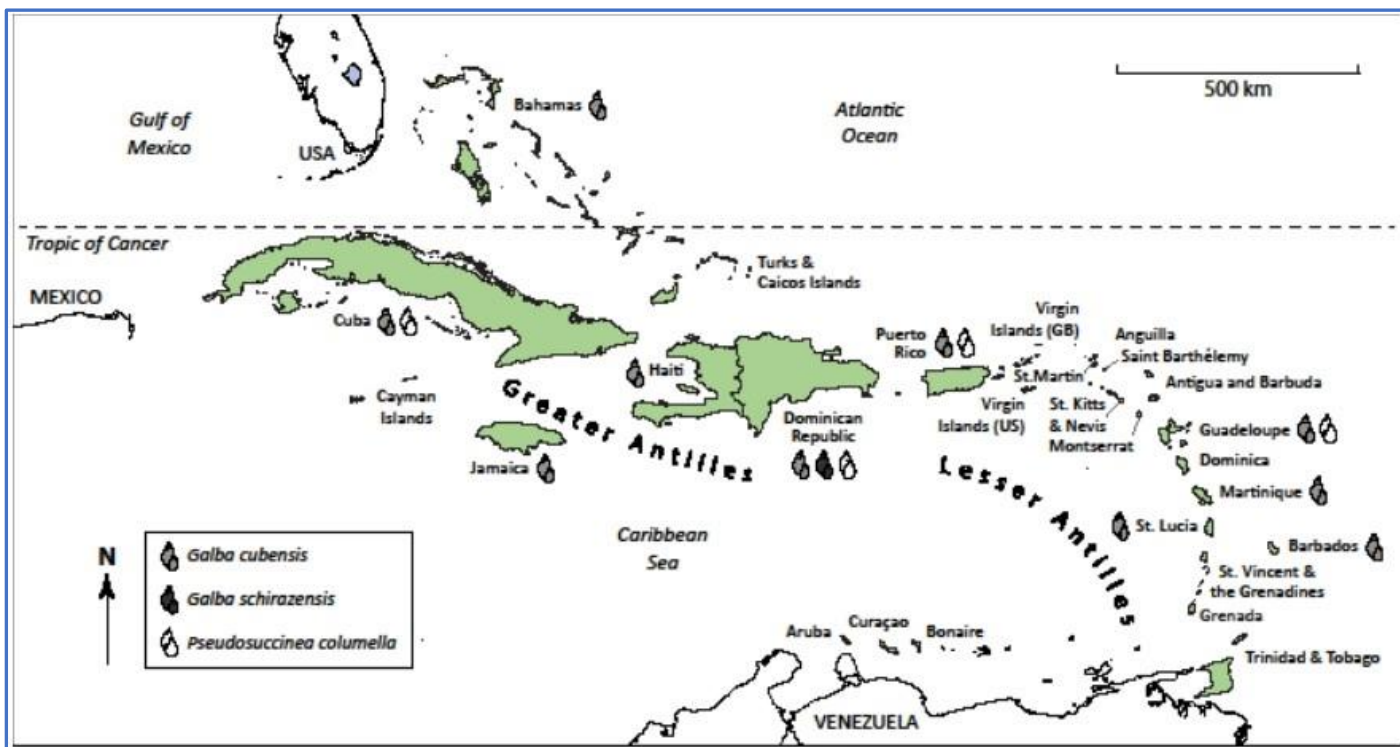 500 km
Bahamas
Atlantic
Ocean
Gulf of
Mexico
USA
Tropic of Cancer
Turks &
Caicos Islands
MEXICO
Cuba
Virgin
Islands (GB)
Puerto
Rico
Anguilla
Saint Barthélemy
St.Martin
Antigua and Barbuda
Haiti
Cayman
Islands
Greater Antilles
Dominican
Republic
Virgin
Islands (US)
St. Kitts
& Nevis
Montserrat
Guadeloupe
Jamaica
Dominica
Lesser Antilles
Martinique
St. Lucia
Caribbean
Sea
Barbados
N
Galba cubensis
Galba schirazensis
Pseudosuccinea columella
St. Vincent &
the Grenadines
Grenada
Aruba
Curaçao
Bonaire
Trinidad & Tobago
VENEZUELA